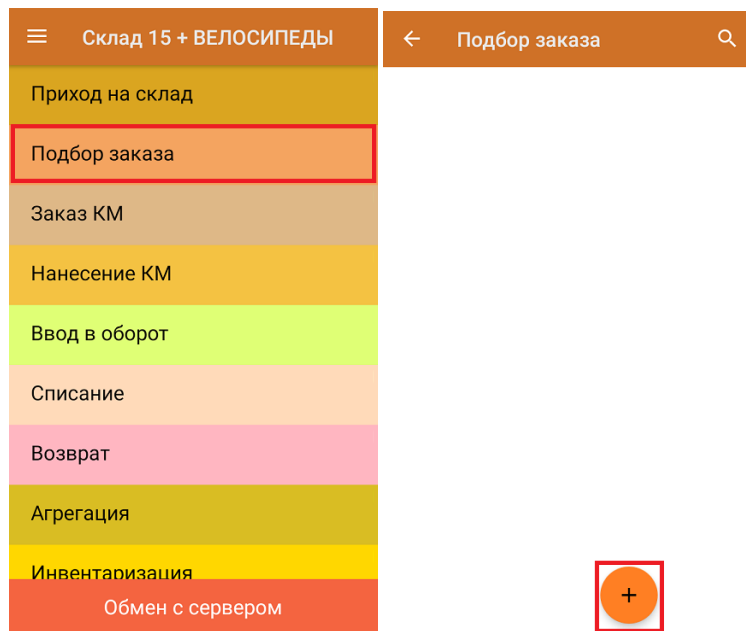 Склад 15 + ВЕЛОСИПЕДЫ
Приход на склад
Подбор заказа
Заказ КМ
Нанесение КМ
Ввод в оборот
Списание
Возврат
Агрегация
Инвентаризация
Обмен с сервером
Подбор заказа
+